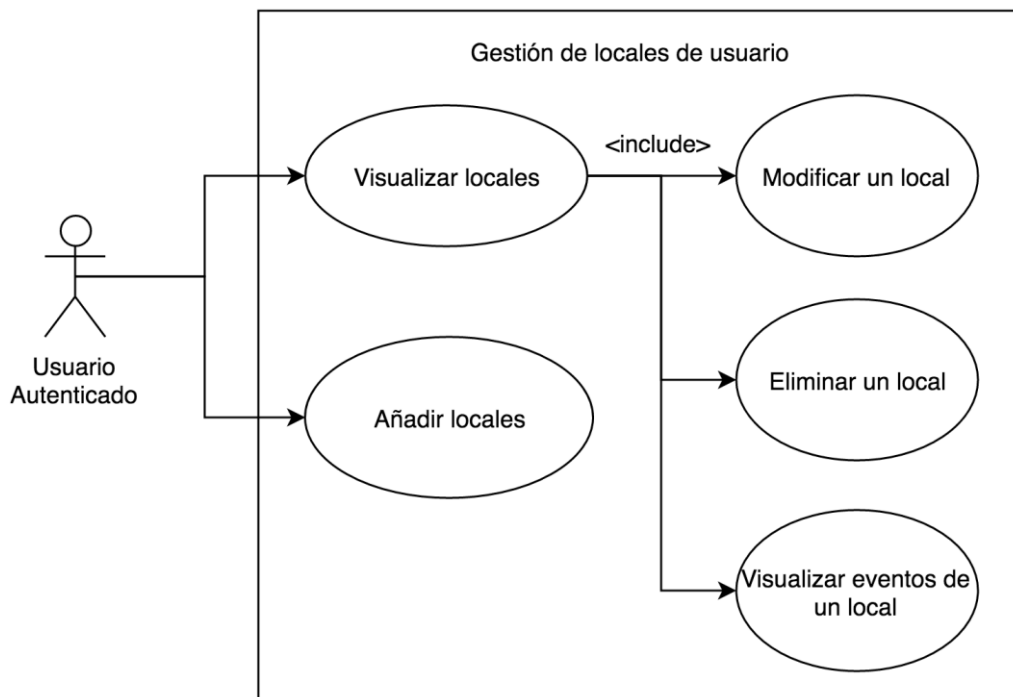 Gestión de locales de usuario
Visualizar locales
<include>
Modificar un local
Usuario
Autenticado
Añadir locales
Eliminar un local
Visualizar eventos de
un local